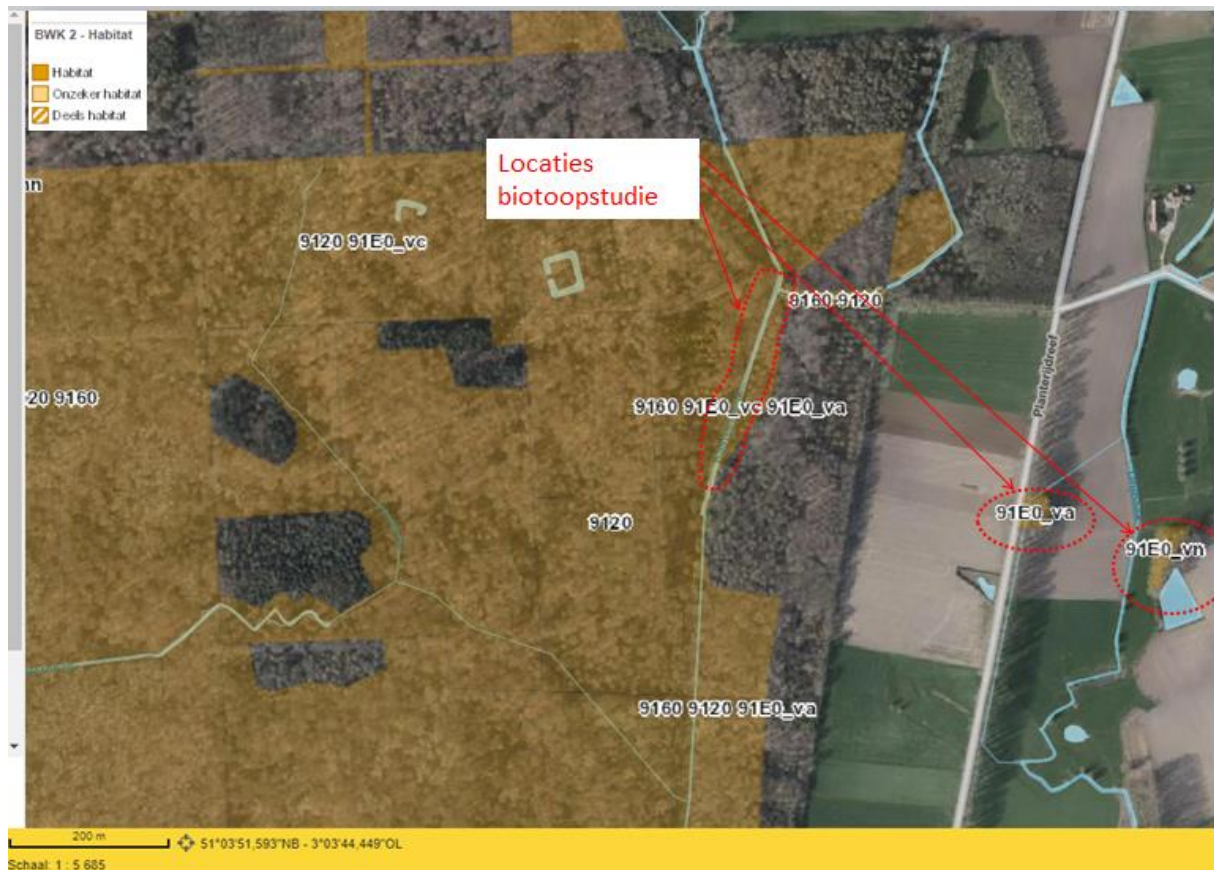 BWK 2 - Habitat
Habitat
Onzeker habitat
Deels habitat
Locaties
biotoopstudie
9120 91E0_vc
9160 9120
20 9160
9160 91E0_vc 91E0_va
Planterijdreef
91E0_va
9120
91E0_vn
9160 9120 91E0_va
200 m
51°03'51,593"NB - 3°03'44,449"OL
Schaal: 1 : 5 685